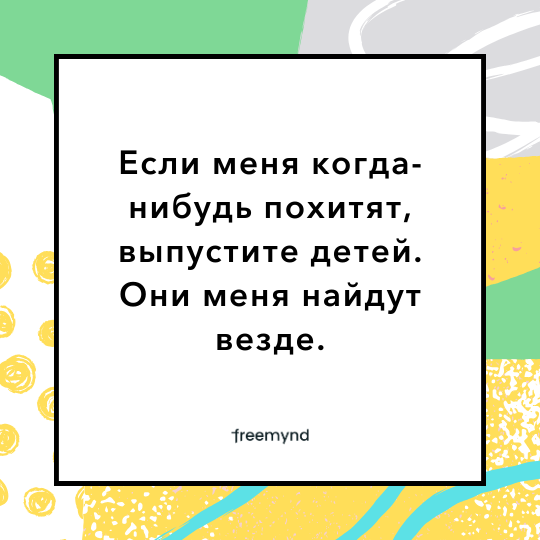 Если меня когда-
нибудь похитят,
выпустите детей.
Они меня найдут
везде.
freemynd